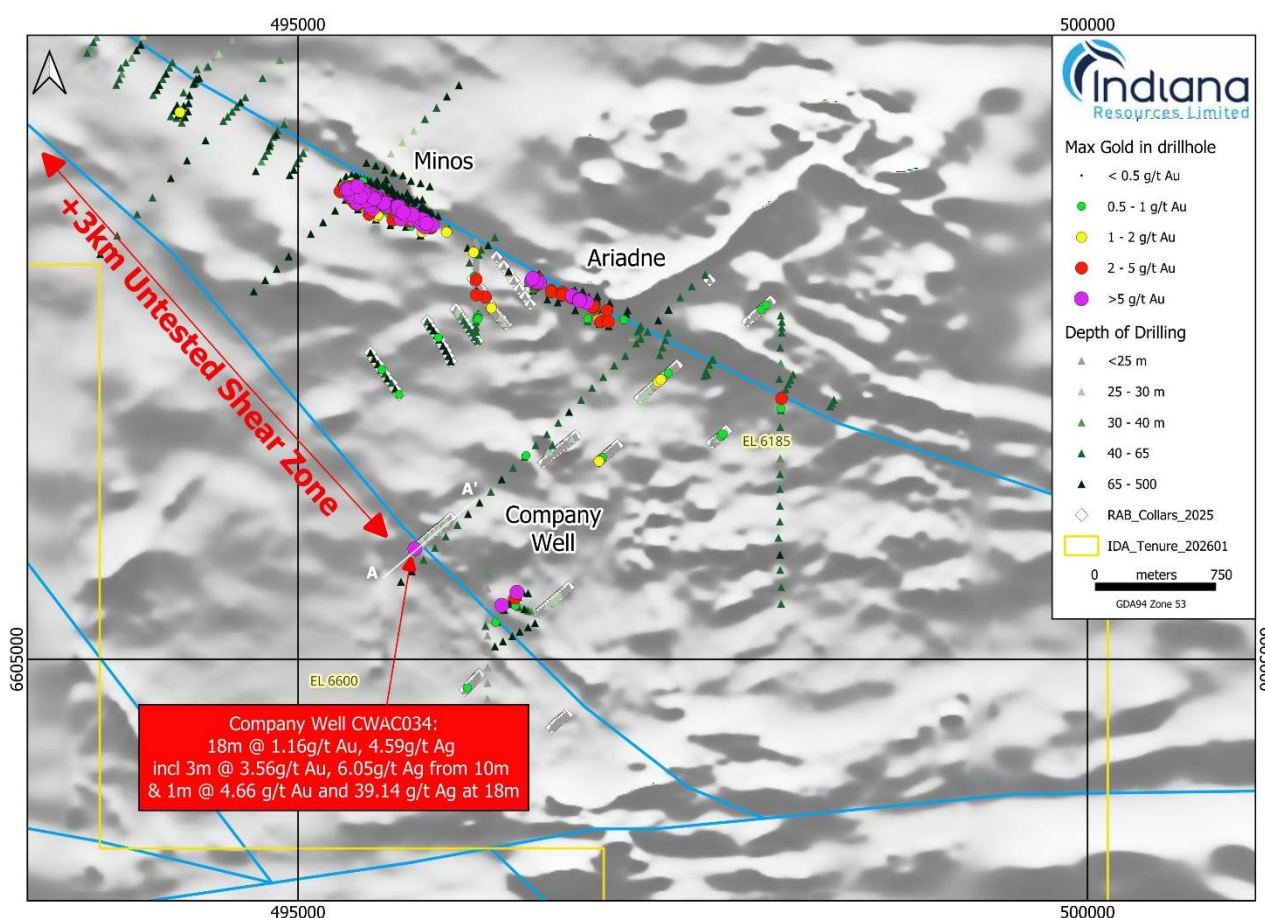 495000
500000
Indiana
Resources Limited
Max Gold in drillhole
< 0.5 g/t Au
0.5 - 1 g/t Au
1 - 2 g/t Au
2 - 5 g/t Au
>5 g/t Au
Depth of Drilling
<25 m
25 - 30 m
30 - 40 m
40 - 65
65 - 500
RAB_Collars_2025
IDA_Tenure_202601
0 meters 750
GDA94 Zone 53
Minos
Ariadne
+3km Untested Shear Zone
EL 6185
A'
Company
Well
A
6605000
6605000
EL 6600
Company Well CWAC034:
18m @ 1.16g/t Au, 4.59g/t Ag
incl 3m @ 3.56g/t Au, 6.05g/t Ag from 10m
& 1m @ 4.66 g/t Au and 39.14 g/t Ag at 18m
495000
500000